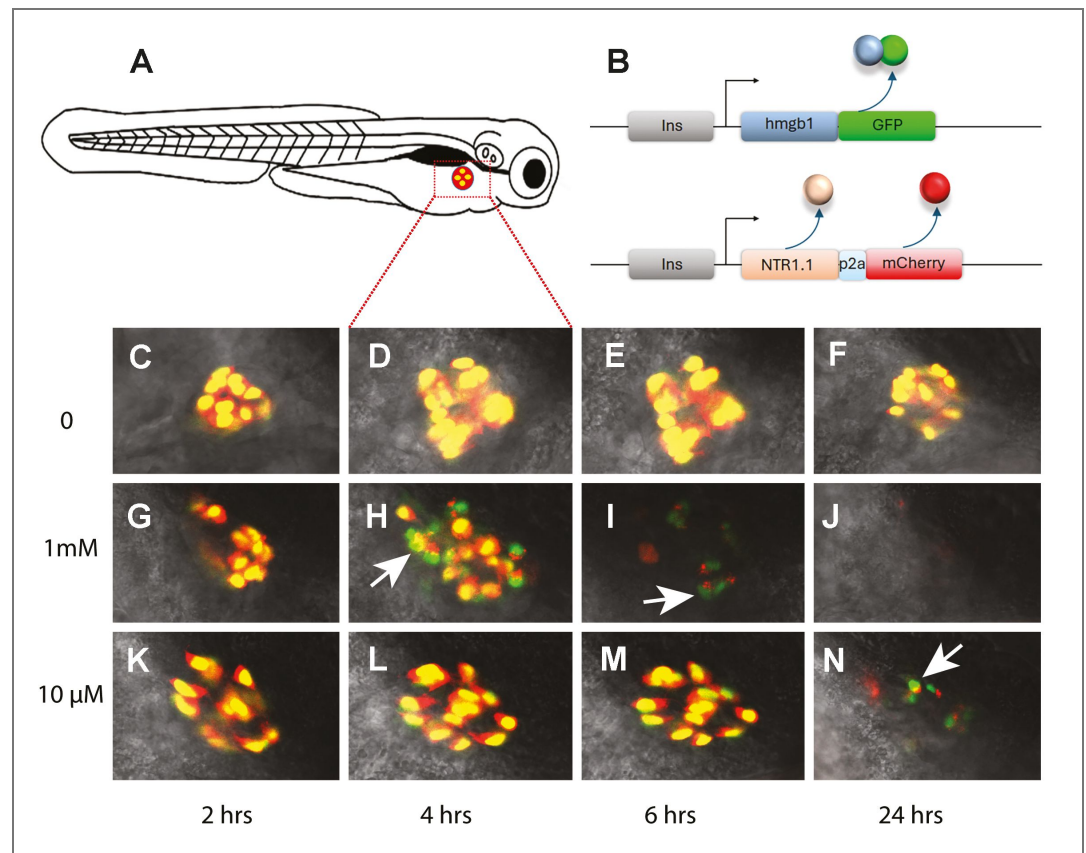 A
B
Ins
hmgb1
GFP
Ins
NTR1.1
p2a
mCherry
C
D
E
F
0
G
H
I
J
1mM
K
L
M
N
10 µM
2 hrs
4 hrs
6 hrs
24 hrs